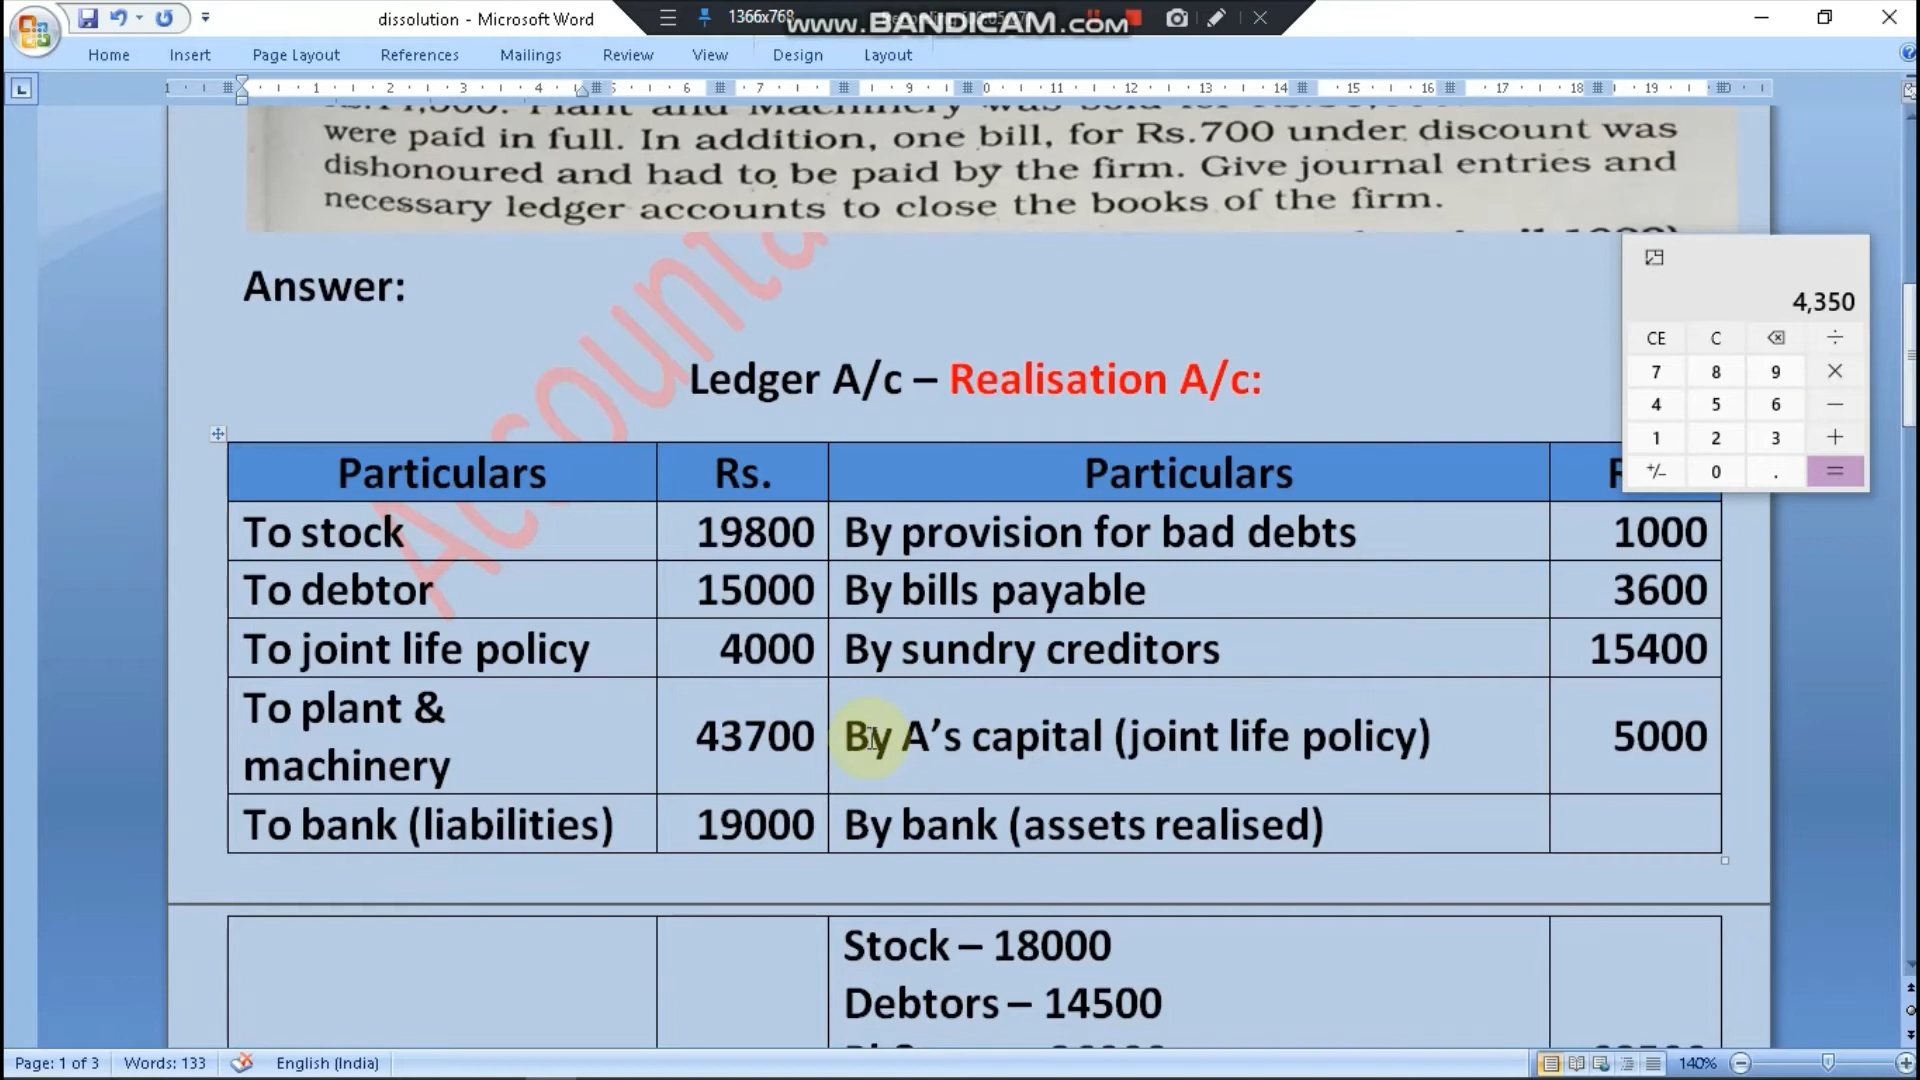 dissolution - Microsoft Word
1366x768
www.BANDICAM.com
Home Insert Page Layout References Mailings Review View Design Layout
were paid in full. In addition, one bill, for Rs.700 under discount was
dishonoured and had to be paid by the firm. Give journal entries and
necessary ledger accounts to close the books of the firm.
Answer:
4,350
CE C ⌫ ÷
7 8 9 ×
4 5 6 −
1 2 3 +
+/− 0 . =
Ledger A/c – Realisation A/c:
Particulars Rs. Particulars
To stock 19800 By provision for bad debts 1000
To debtor 15000 By bills payable 3600
To joint life policy 4000 By sundry creditors 15400
To plant &
machinery 43700 By A’s capital (joint life policy) 5000
To bank (liabilities) 19000 By bank (assets realised)
Stock – 18000
Debtors – 14500
Page: 1 of 3 Words: 133 English (India) 140%